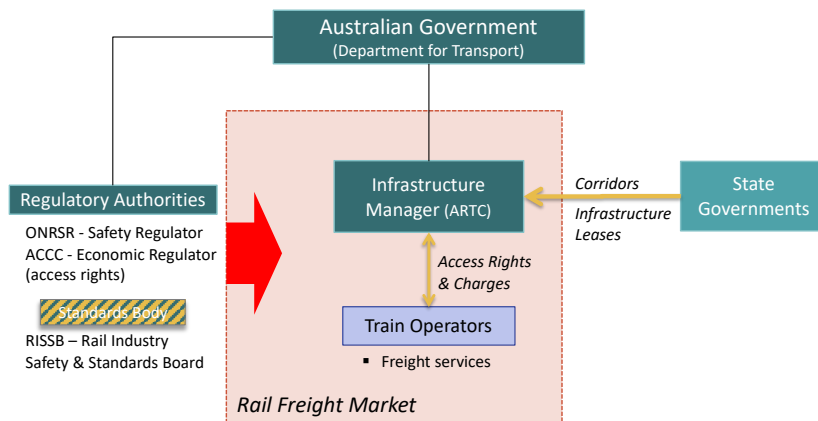 Australian Government
(Department for Transport)
Regulatory Authorities
ONRSR - Safety Regulator
ACCC - Economic Regulator
(access rights)
Standards Body
RISSB – Rail Industry
Safety & Standards Board
Infrastructure
Manager (ARTC)
Corridors
Infrastructure
Leases
State
Governments
Access Rights
& Charges
Train Operators
▪ Freight services
Rail Freight Market